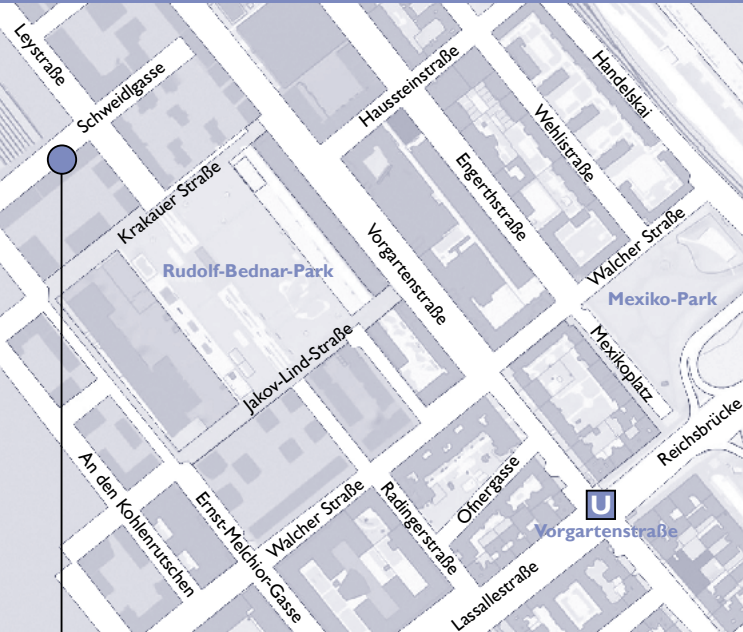 Leystraße
Schweidlgasse
Haussteinstraße
Handelskai
Wehlistraße
Engerthstraße
Krakauer Straße
Vorgartenstraße
Walcher Straße
Rudolf-Bednar-Park
Mexiko-Park
Jakov-Lind-Straße
Mexikoplatz
Reichsbrücke
An den Kohlenrutschen
Ernst-Melchior-Gasse
Walcher Straße
Radingerstraße
Ofnergasse
U
Vorgartenstraße
Lassallestraße